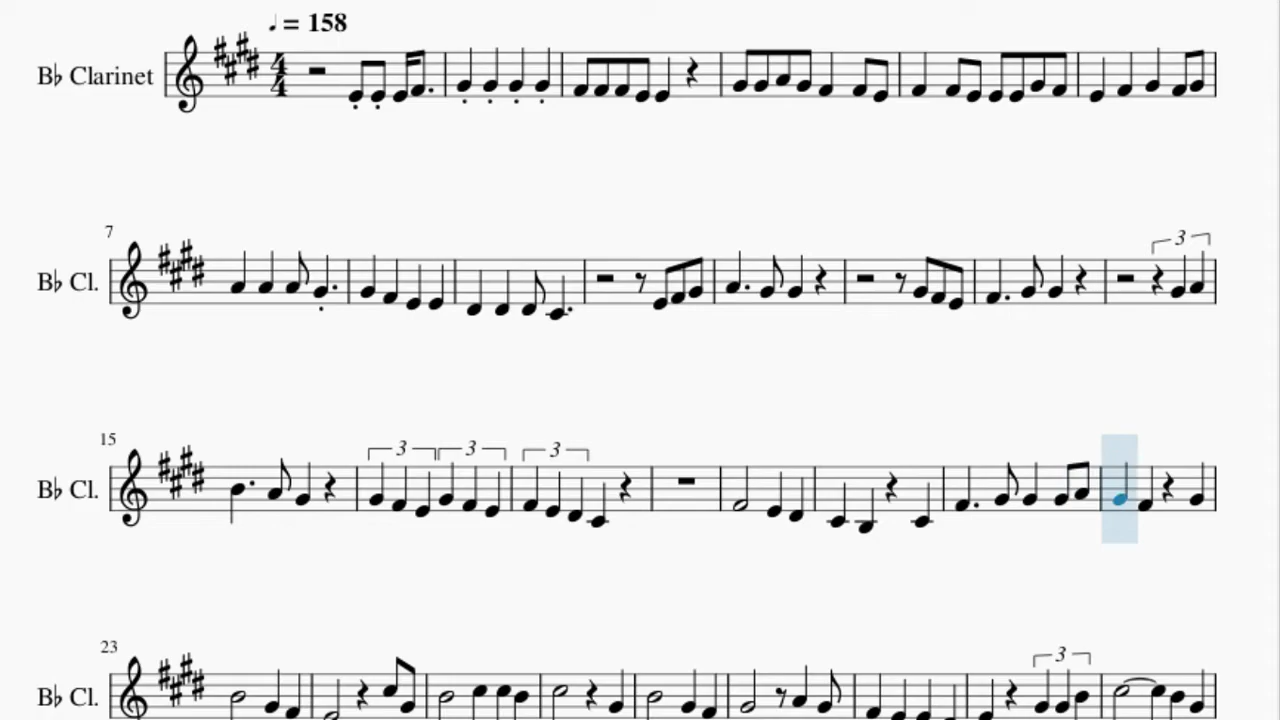 ♩ = 158
B♭ Clarinet
4
4
7
3
B♭ Cl.
15
3 3 3
B♭ Cl.
23
3
B♭ Cl.